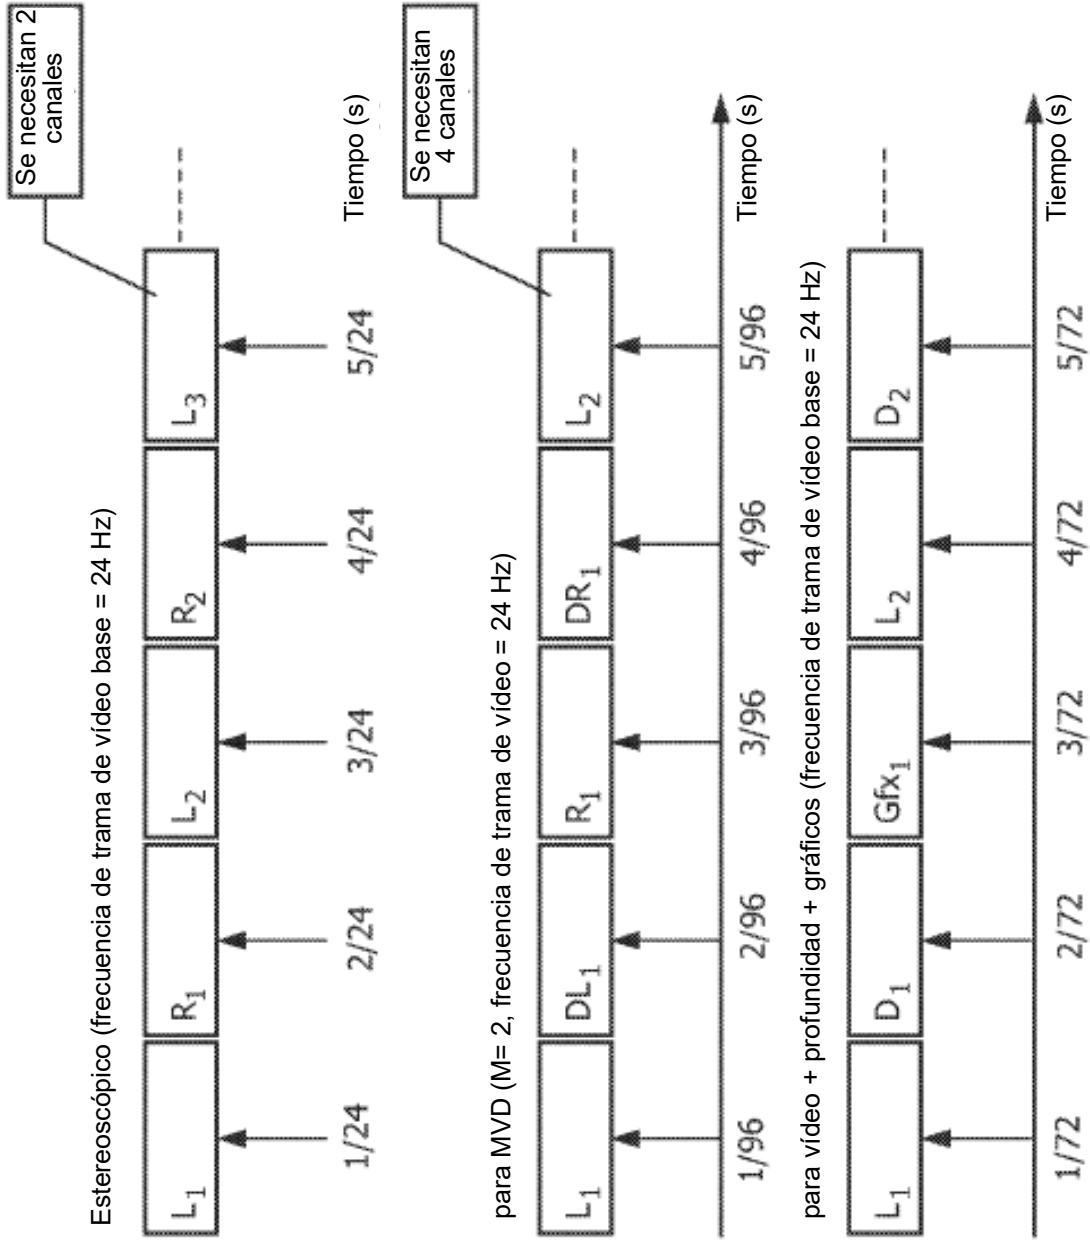 Se necesitan 2
canales
Estereoscópico (frecuencia de trama de vídeo base = 24 Hz)
L1 R1 L2 R2 L3
1/24 2/24 3/24 4/24 5/24 Tiempo (s)
Se necesitan
4 canales
para MVD (M= 2, frecuencia de trama de vídeo = 24 Hz)
L1 DL1 R1 DR1 L2
1/96 2/96 3/96 4/96 5/96 Tiempo (s)
para vídeo + profundidad + gráficos (frecuencia de trama de vídeo base = 24 Hz)
L1 D1 Gfx1 L2 D2
1/72 2/72 3/72 4/72 5/72 Tiempo (s)